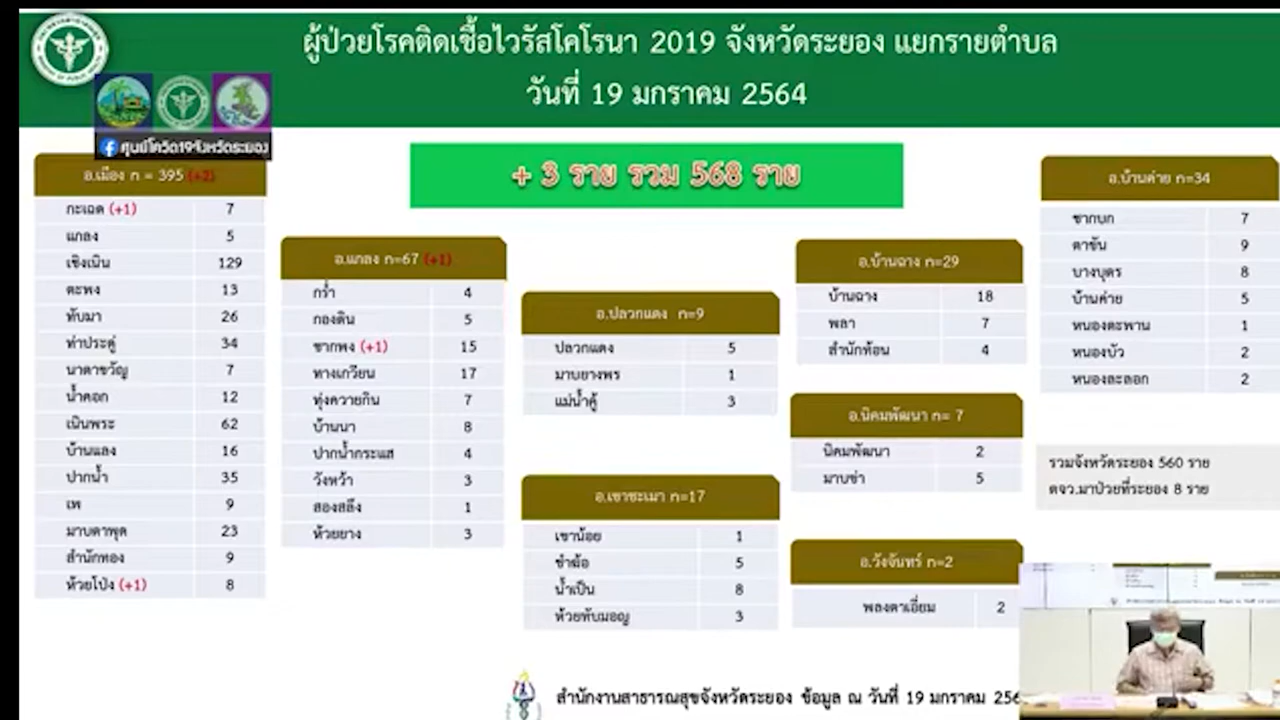 ผู้ป่วยโรคติดเชื้อไวรัสโคโรนา 2019 จังหวัดระยอง แยกรายตำบล
วันที่ 19 มกราคม 2564
ศูนย์โควิด19จังหวัดระยอง
+ 3 ราย รวม 568 ราย
อ.เมือง n = 395 (+2)
กะเฉด (+1) 7
แกลง 5
เชิงเนิน 129
ตะพง 13
ทับมา 26
ท่าประดู่ 34
นาตาขวัญ 7
น้ำคอก 12
เนินพระ 62
บ้านแลง 16
ปากน้ำ 35
เพ 9
มาบตาพุด 23
สำนักทอง 9
ห้วยโป่ง (+1) 8
อ.แกลง n=67 (+1)
กร่ำ 4
กองดิน 5
ชากพง (+1) 15
ทางเกวียน 17
ทุ่งควายกิน 7
บ้านนา 8
ปากน้ำกระแส 4
วังหว้า 3
สองสลึง 1
ห้วยยาง 3
อ.ปลวกแดง n=9
ปลวกแดง 5
มาบยางพร 1
แม่น้ำคู้ 3
อ.เขาชะเมา n=17
เขาน้อย 1
ชำฆ้อ 5
น้ำเป็น 8
ห้วยทับมอญ 3
อ.บ้านฉาง n=29
บ้านฉาง 18
พลา 7
สำนักท้อน 4
อ.นิคมพัฒนา n= 7
นิคมพัฒนา 2
มาบข่า 5
อ.วังจันทร์ n=2
พลงตาเอี่ยม 2
อ.บ้านค่าย n=34
ชากบก 7
ตาขัน 9
บางบุตร 8
บ้านค่าย 5
หนองตะพาน 1
หนองบัว 2
หนองละลอก 2
รวมจังหวัดระยอง 560 ราย
ตจว.มาป่วยที่ระยอง 8 ราย
สำนักงานสาธารณสุขจังหวัดระยอง ข้อมูล ณ วันที่ 19 มกราคม 256